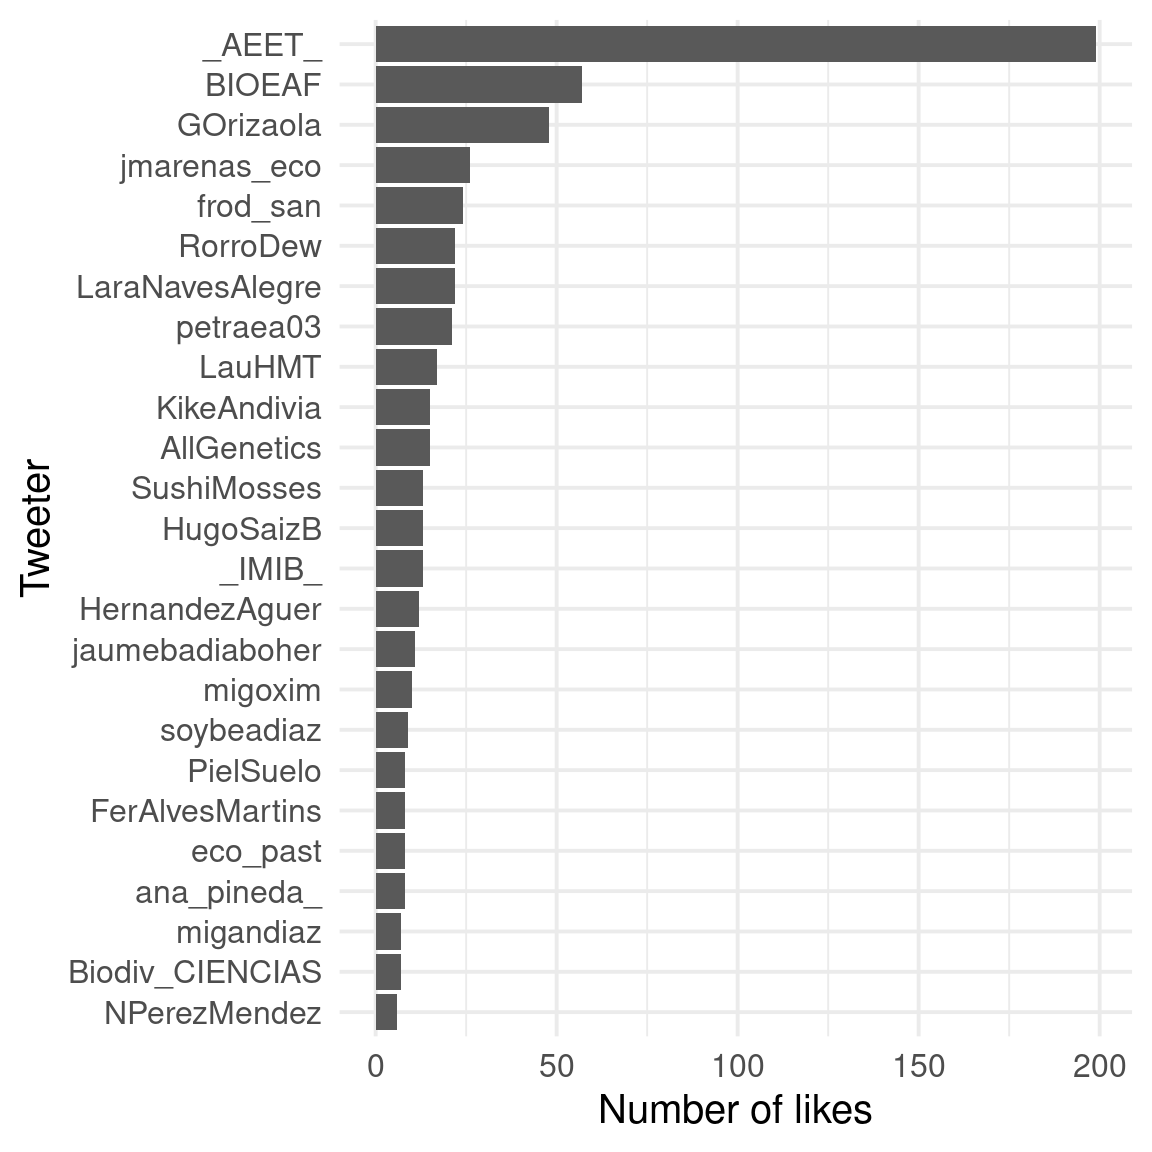 _AEET_
BIOEAF
GOrizaola
jmarenas_eco
frod_san
RorroDew
LaraNavesAlegre
petraea03
LauHMT
KikeAndivia
AllGenetics
SushiMosses
HugoSaizB
_IMIB_
HernandezAguer
jaumebadiaboher
migoxim
soybeadiaz
PielSuelo
FerAlvesMartins
eco_past
ana_pineda_
migandiaz
Biodiv_CIENCIAS
NPerezMendez
Tweeter
0 50 100 150 200
Number of likes